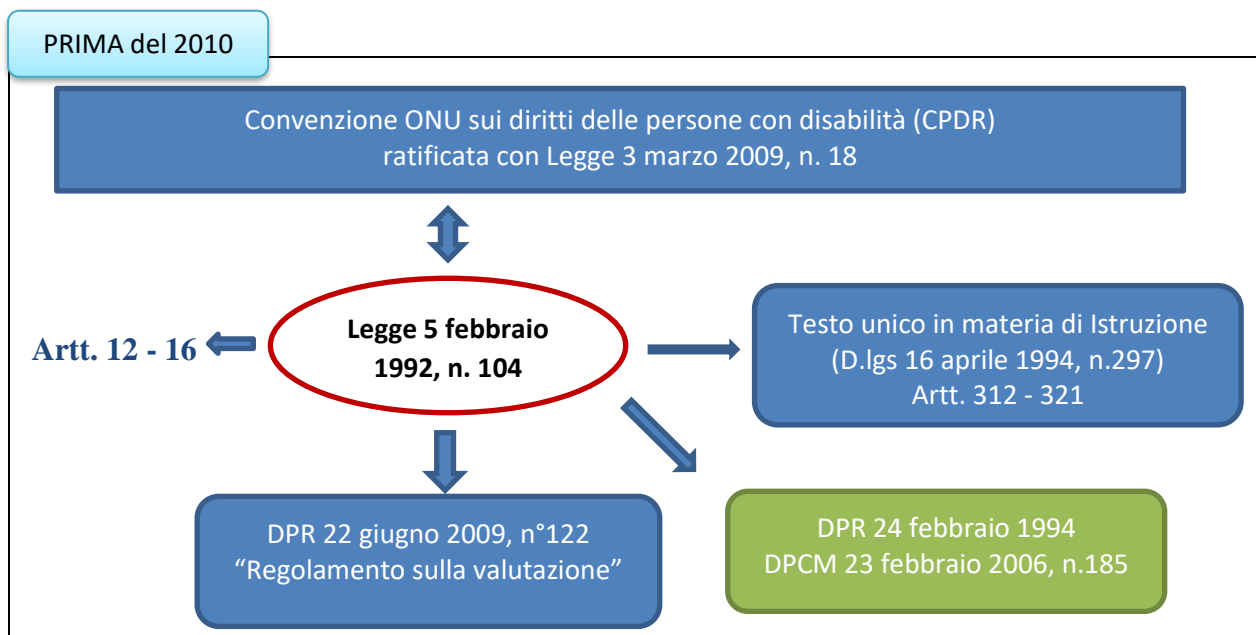 PRIMA del 2010
Convenzione ONU sui diritti delle persone con disabilità (CPDR)
ratificata con Legge 3 marzo 2009, n. 18
Artt. 12 - 16
Legge 5 febbraio
1992, n. 104
Testo unico in materia di Istruzione
(D.lgs 16 aprile 1994, n.297)
Artt. 312 - 321
DPR 22 giugno 2009, n°122
“Regolamento sulla valutazione”
DPR 24 febbraio 1994
DPCM 23 febbraio 2006, n.185